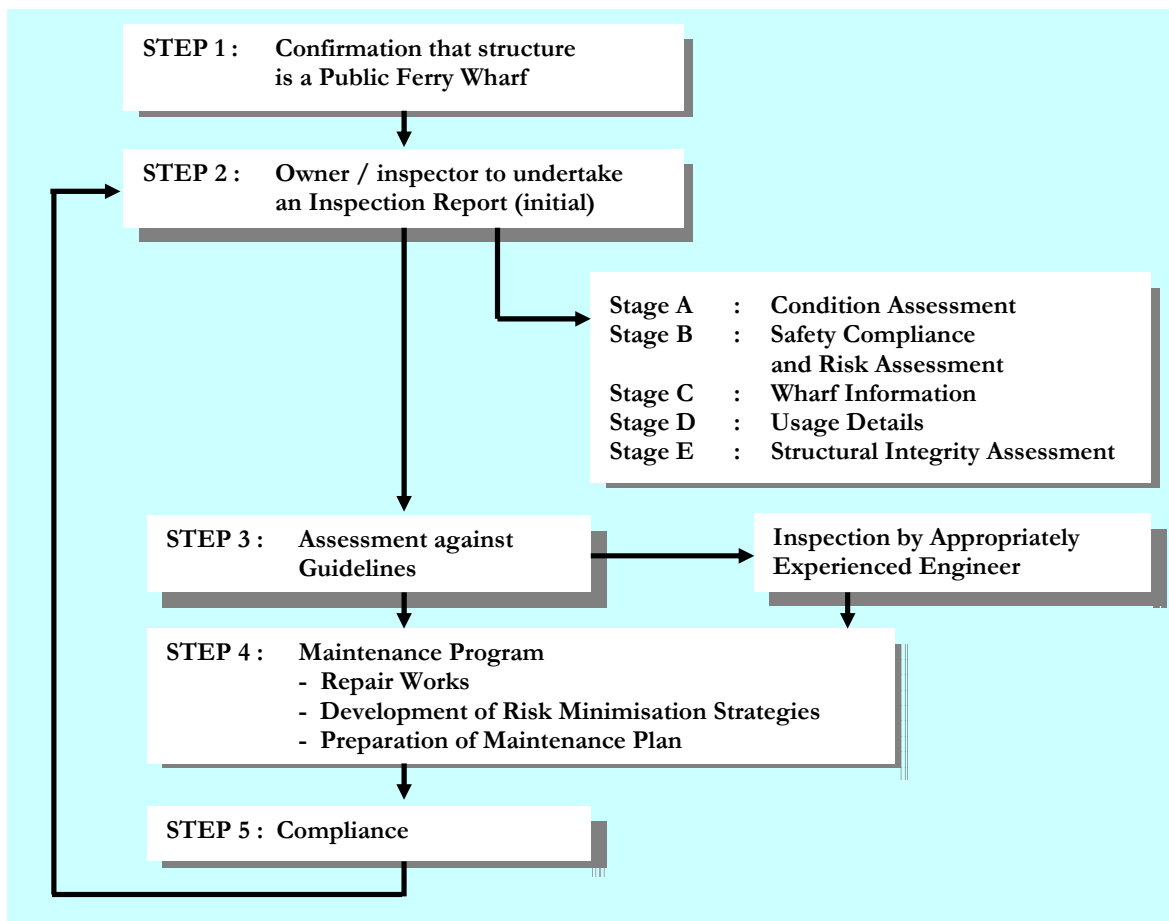 STEP 1 : Confirmation that structure
is a Public Ferry Wharf
STEP 2 : Owner / inspector to undertake
an Inspection Report (initial)
Stage A : Condition Assessment
Stage B : Safety Compliance
and Risk Assessment
Stage C : Wharf Information
Stage D : Usage Details
Stage E : Structural Integrity Assessment
STEP 3 : Assessment against
Guidelines
Inspection by Appropriately
Experienced Engineer
STEP 4 : Maintenance Program
- Repair Works
- Development of Risk Minimisation Strategies
- Preparation of Maintenance Plan
STEP 5 : Compliance